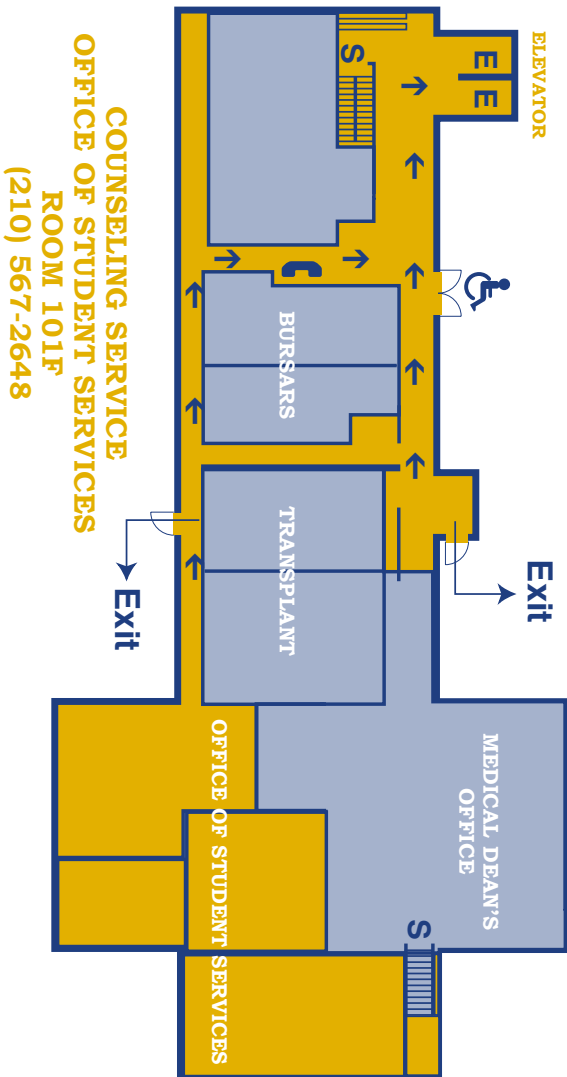 ELEVATOR
E E
S
BURSARS
TRANSPLANT
Exit
Exit
MEDICAL DEAN'S
OFFICE
S
OFFICE OF STUDENT SERVICES
COUNSELING SERVICE
OFFICE OF STUDENT SERVICES
ROOM 101F
(210) 567-2648